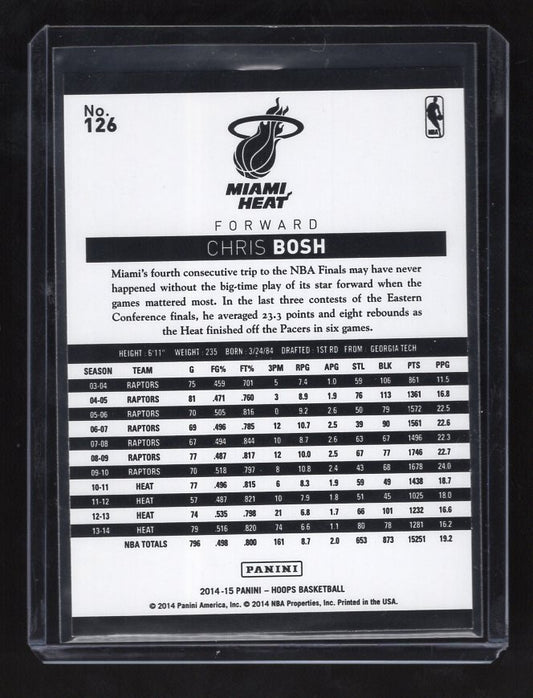 No.
126
NBA
MIAMI
HEAT
FORWARD
CHRIS BOSH
Miami's fourth consecutive trip to the NBA Finals may have never
happened without the big-time play of its star forward when the
games mattered most. In the last three contests of the Eastern
Conference finals, he averaged 23.3 points and eight rebounds as
the Heat finished off the Pacers in six games.
HEIGHT: 6'11" WEIGHT: 235 BORN: 3/24/84 DRAFTED: 1ST RD FROM: GEORGIA TECH
SEASON TEAM G FG% FT% 3PM RPG APG STL BLK PTS PPG
03-04 RAPTORS 75 .459 .701 5 7.4 1.0 59 106 861 11.5
04-05 RAPTORS 81 .471 .760 3 8.9 1.9 76 113 1361 16.8
05-06 RAPTORS 70 .505 .816 0 9.2 2.6 50 79 1572 22.5
06-07 RAPTORS 69 .496 .785 12 10.7 2.5 39 90 1561 22.6
07-08 RAPTORS 67 .494 .844 10 8.7 2.6 63 67 1496 22.3
08-09 RAPTORS 77 .487 .817 12 10.0 2.5 67 77 1746 22.7
09-10 RAPTORS 70 .518 .797 8 10.8 2.4 43 68 1678 24.0
10-11 HEAT 77 .496 .815 6 8.3 1.9 59 49 1438 18.7
11-12 HEAT 57 .487 .821 10 7.9 1.8 51 45 1025 18.0
12-13 HEAT 74 .535 .798 21 6.8 1.7 66 101 1232 16.6
13-14 HEAT 79 .516 .820 74 6.6 1.1 80 78 1281 16.2
NBA TOTALS 796 .498 .800 161 8.7 2.0 653 873 15251 19.2
PANINI
2014-15 PANINI – HOOPS BASKETBALL
© 2014 Panini America, Inc. © 2014 NBA Properties, Inc. Printed in the USA.